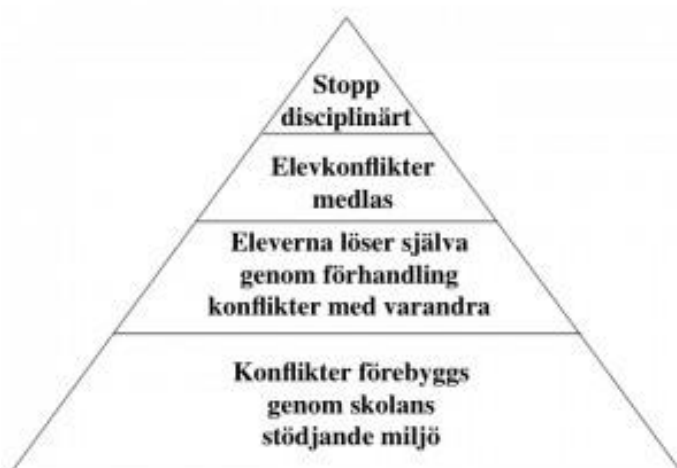 Stopp
disciplinärt
Elevkonflikter
medlas
Eleverna löser själva
genom förhandling
konflikter med varandra
Konflikter förebyggs
genom skolans
stödjande miljö